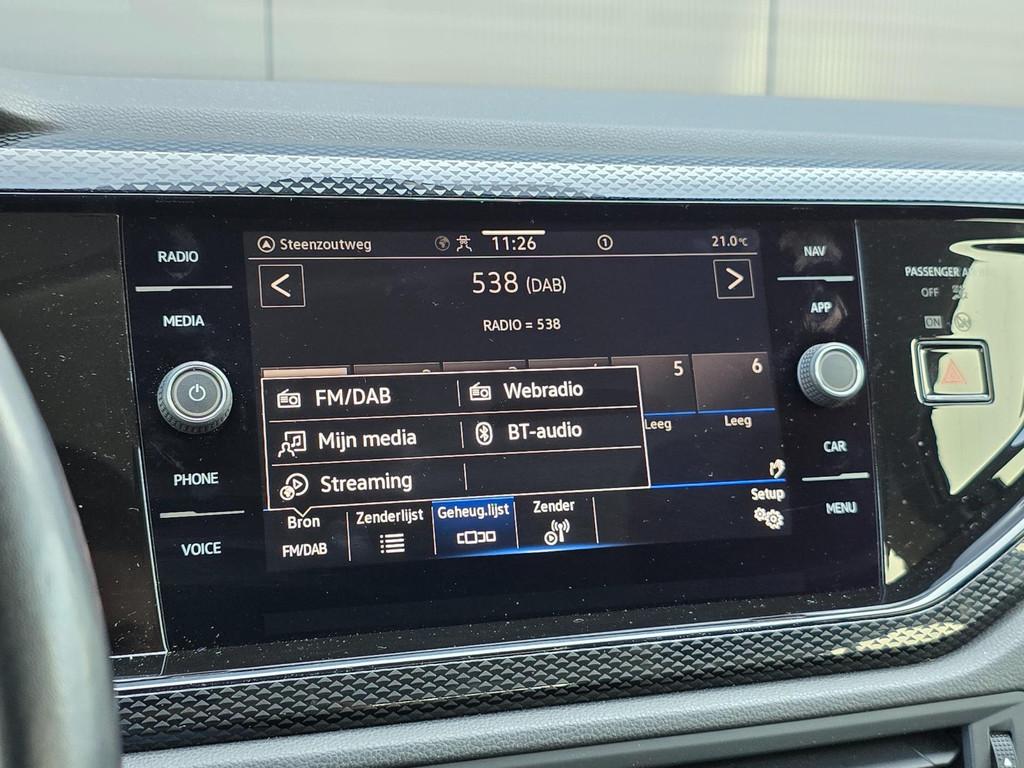 RADIO
MEDIA
PHONE
VOICE
Steenzoutweg
11:26
1
21.0°C
538 (DAB)
RADIO = 538
5
6
Leeg
Leeg
FM/DAB
Webradio
Mijn media
BT-audio
Streaming
Bron
FM/DAB
Zenderlijst
Geheug.lijst
Zender
Setup
NAV
APP
CAR
MENU
PASSENGER
OFF
ON